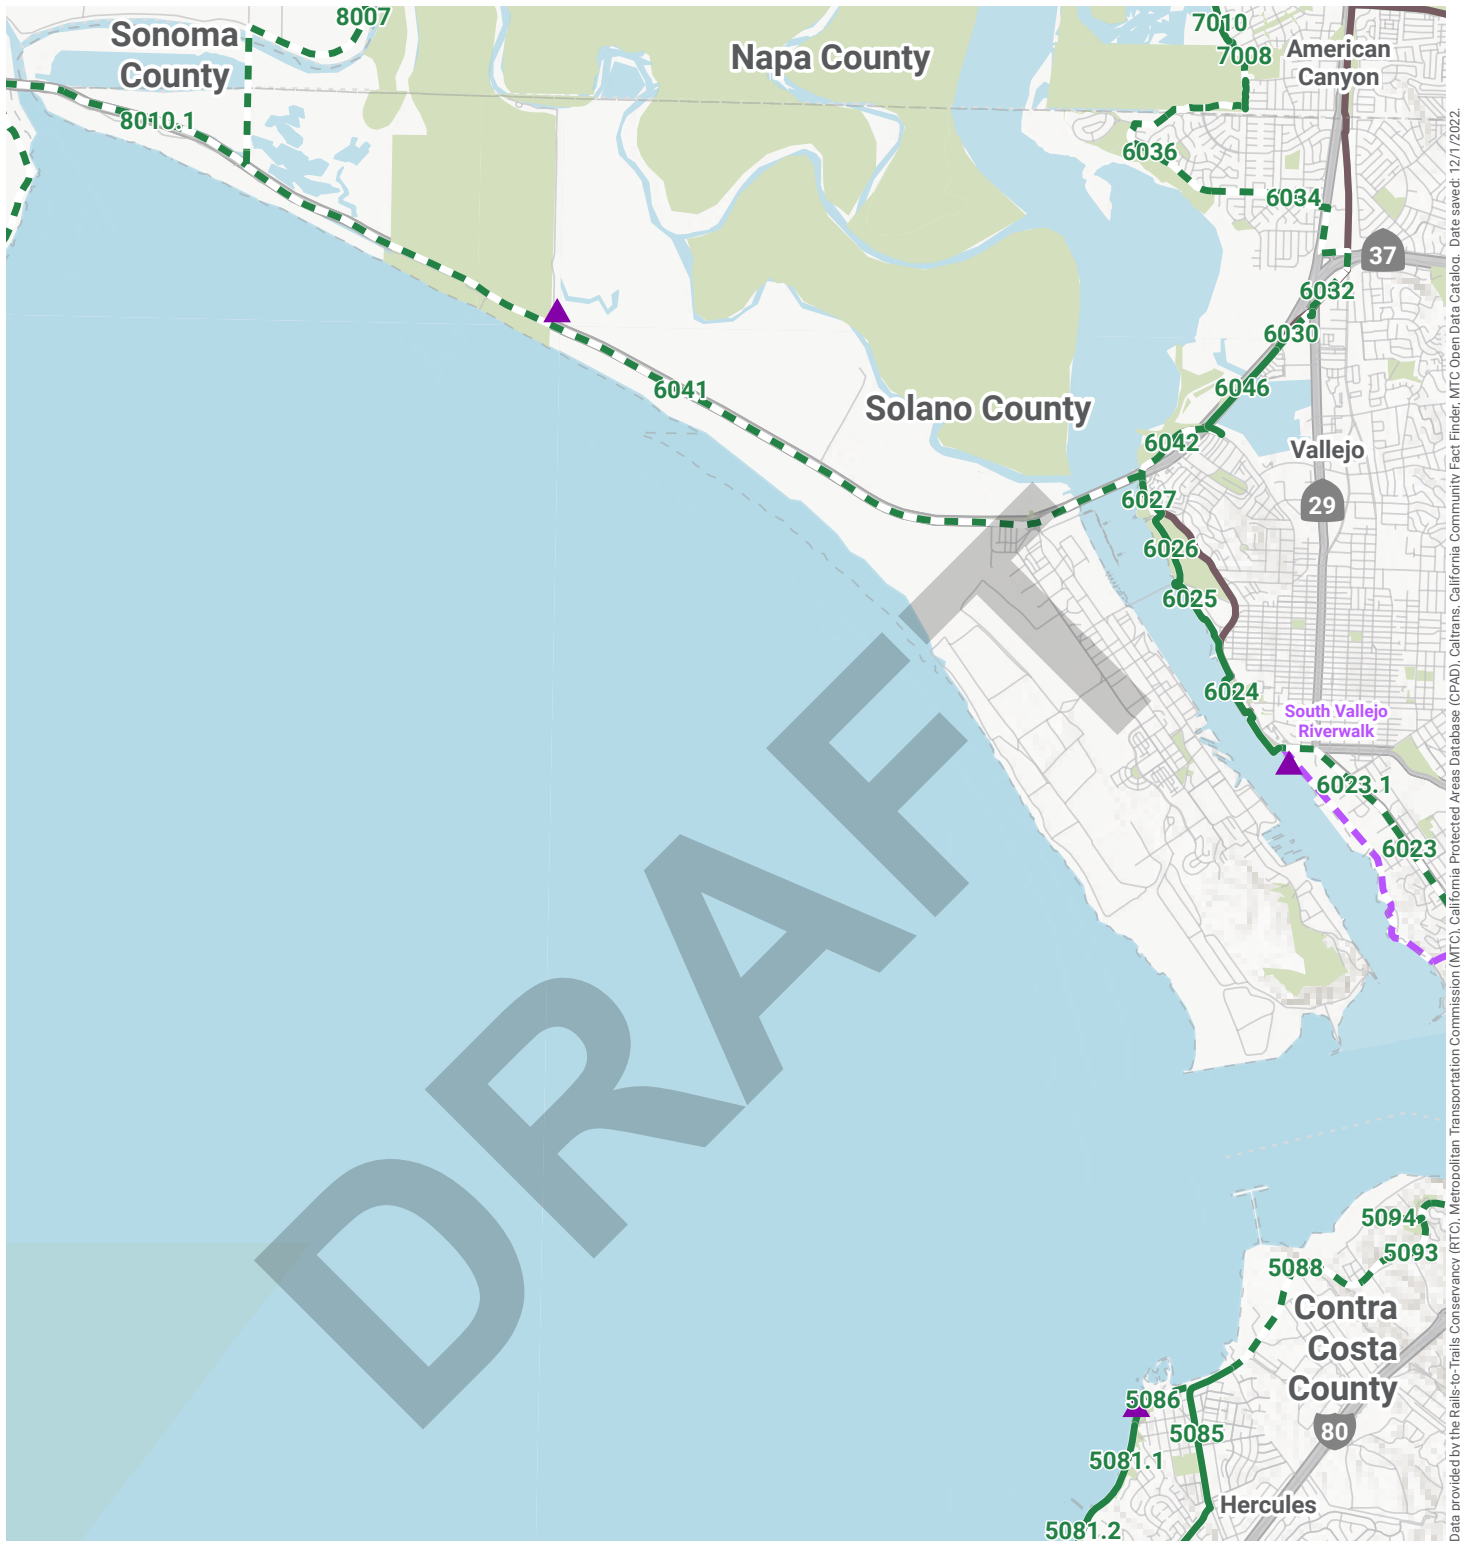 8007
7010
Sonoma
County
Napa County
7008
American
Canyon
8010.1
6036
6034
37
6032
6030
6041
6046
Solano County
6042
Vallejo
6027
29
6026
6025
6024
South Vallejo
Riverwalk
6023.1
6023
DRAFT
5094
5093
5088
Contra
Costa
County
5086
80
5085
5081.1
Hercules
5081.2
Data provided by the Rails-to-Trails Conservancy (RTC), Metropolitan Transportation Commission (MTC), California Protected Areas Database (CPAD), Caltrans, California Community Fact Finder, MTC Open Data Catalog. Date saved: 12/1/2022.